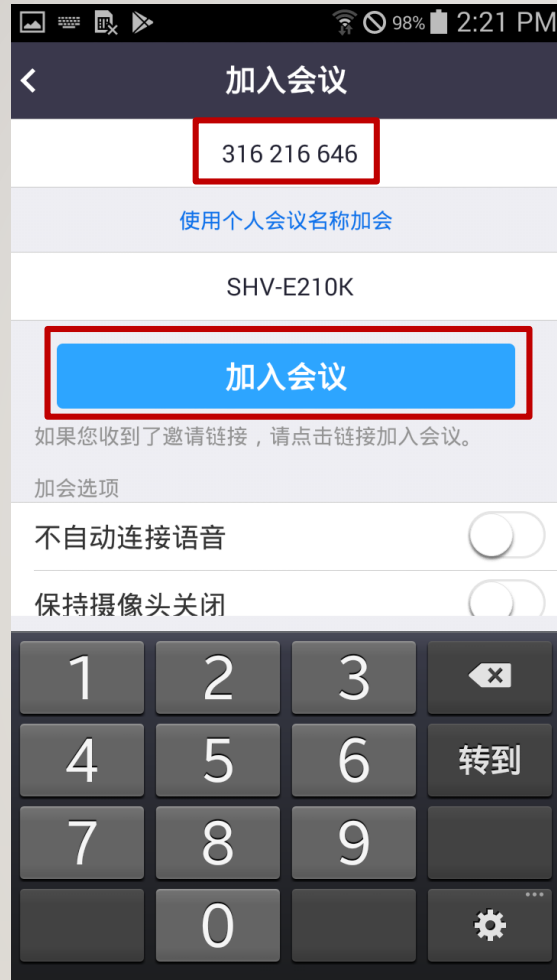 98% 2:21 PM
加入会议
316 216 646
使用个人会议名称加会
SHV-E210K
加入会议
如果您收到了邀请链接，请点击链接加入会议。
加会选项
不自动连接语音
保持摄像头关闭
1 2 3
4 5 6 转到
7 8 9
0